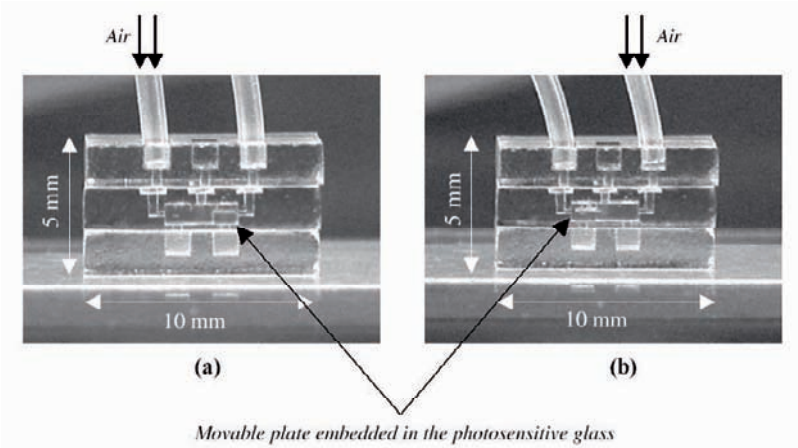 Air
Air
5 mm
10 mm
5 mm
10 mm
(a)
(b)
Movable plate embedded in the photosensitive glass